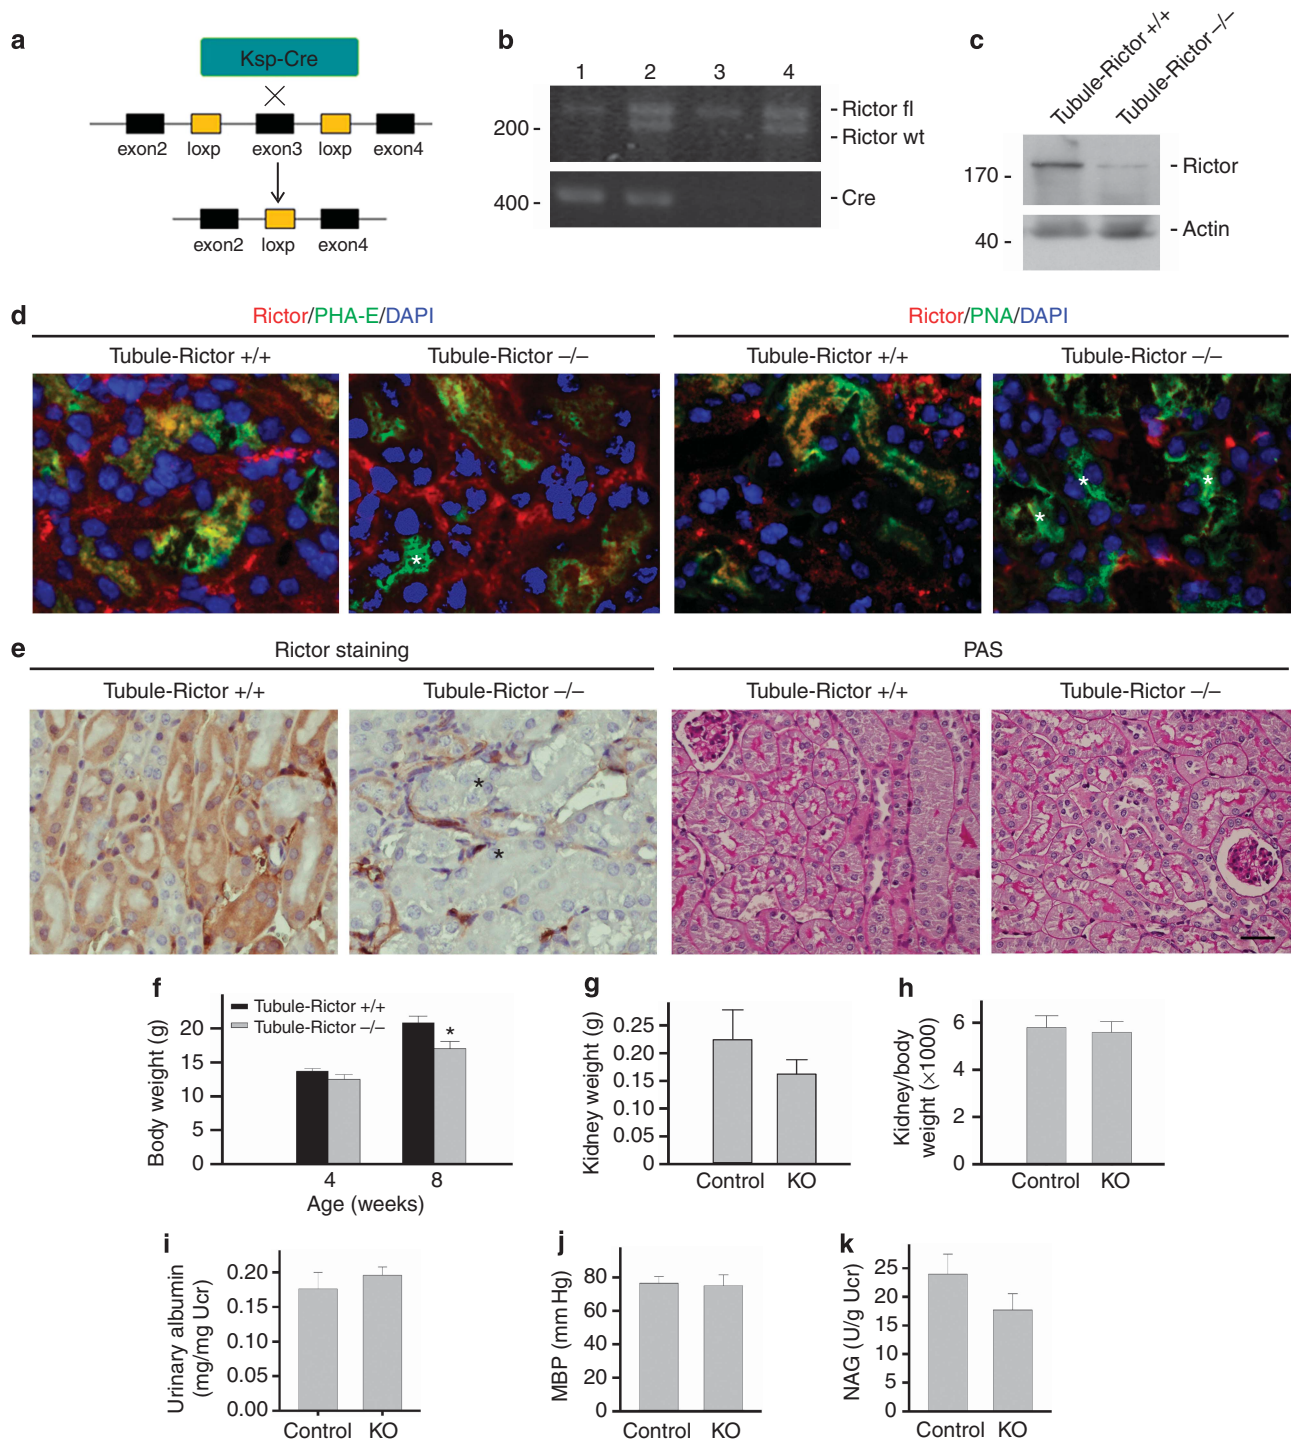 a
Ksp-Cre
exon2 loxp exon3 loxp exon4
exon2 loxp exon4
b
1 2 3 4
200 -
- Rictor fl
- Rictor wt
400 -
- Cre
c
Tubule-Rictor +/+
Tubule-Rictor –/–
170 -
- Rictor
40 -
- Actin
d
Rictor/PHA-E/DAPI
Rictor/PNA/DAPI
Tubule-Rictor +/+
Tubule-Rictor –/–
Tubule-Rictor +/+
Tubule-Rictor –/–
*
* *
*
e
Rictor staining
PAS
Tubule-Rictor +/+
Tubule-Rictor –/–
Tubule-Rictor +/+
Tubule-Rictor –/–
*
*
f
Body weight (g)
20
15
10
5
0
Tubule-Rictor +/+
Tubule-Rictor –/–
*
4 8
Age (weeks)
g
Kidney weight (g)
0.25
0.20
0.15
0.10
0.05
0
Control KO
h
Kidney/body
weight (×1000)
6
4
2
0
Control KO
i
Urinary albumin
(mg/mg Ucr)
0.20
0.15
0.10
0.05
0.00
Control KO
j
MBP (mm Hg)
80
60
40
20
0
Control KO
k
NAG (U/g Ucr)
25
20
15
10
5
0
Control KO